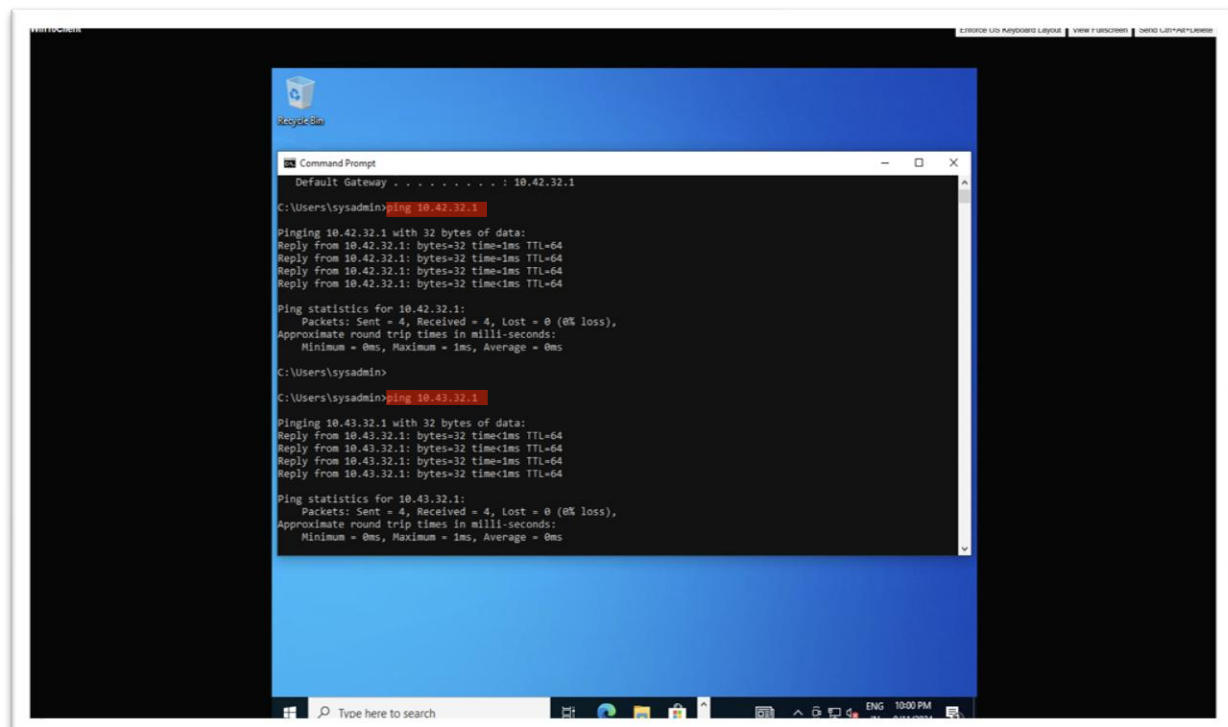 Win10Client
Enforce US Keyboard Layout View Fullscreen Send Ctrl+Alt+Delete
Recycle Bin
Command Prompt
Default Gateway . . . . . . . . . : 10.42.32.1
C:\Users\sysadmin>ping 10.42.32.1
Pinging 10.42.32.1 with 32 bytes of data:
Reply from 10.42.32.1: bytes=32 time=1ms TTL=64
Reply from 10.42.32.1: bytes=32 time=1ms TTL=64
Reply from 10.42.32.1: bytes=32 time=1ms TTL=64
Reply from 10.42.32.1: bytes=32 time<1ms TTL=64
Ping statistics for 10.42.32.1:
Packets: Sent = 4, Received = 4, Lost = 0 (0% loss),
Approximate round trip times in milli-seconds:
Minimum = 0ms, Maximum = 1ms, Average = 0ms
C:\Users\sysadmin>
C:\Users\sysadmin>ping 10.43.32.1
Pinging 10.43.32.1 with 32 bytes of data:
Reply from 10.43.32.1: bytes=32 time<1ms TTL=64
Reply from 10.43.32.1: bytes=32 time<1ms TTL=64
Reply from 10.43.32.1: bytes=32 time=1ms TTL=64
Reply from 10.43.32.1: bytes=32 time<1ms TTL=64
Ping statistics for 10.43.32.1:
Packets: Sent = 4, Received = 4, Lost = 0 (0% loss),
Approximate round trip times in milli-seconds:
Minimum = 0ms, Maximum = 1ms, Average = 0ms
Type here to search
ENG 10:00 PM